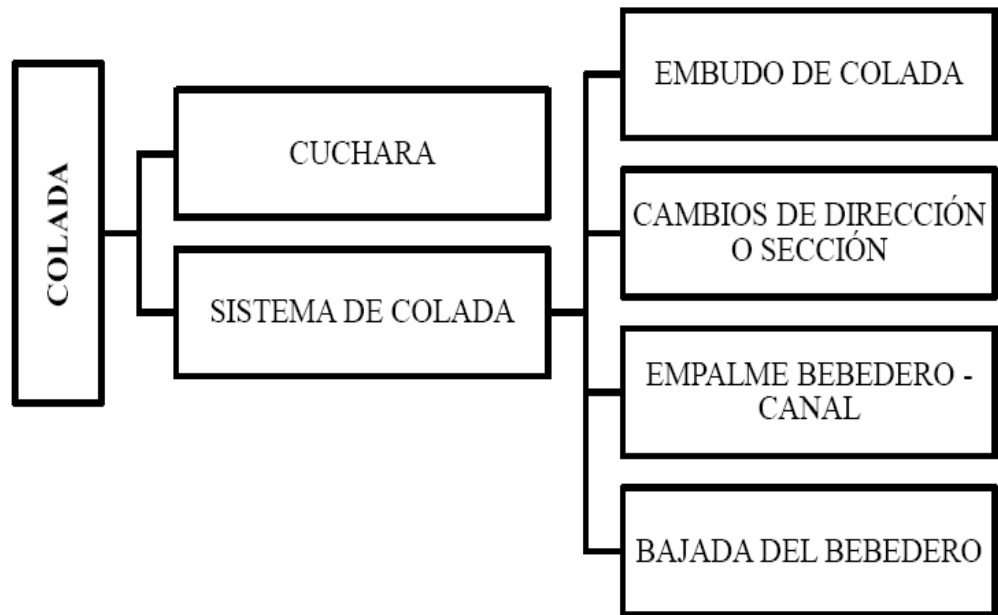 COLADA
CUCHARA
SISTEMA DE COLADA
EMBUDO DE COLADA
CAMBIOS DE DIRECCIÓN
O SECCIÓN
EMPALME BEBEDERO -
CANAL
BAJADA DEL BEBEDERO